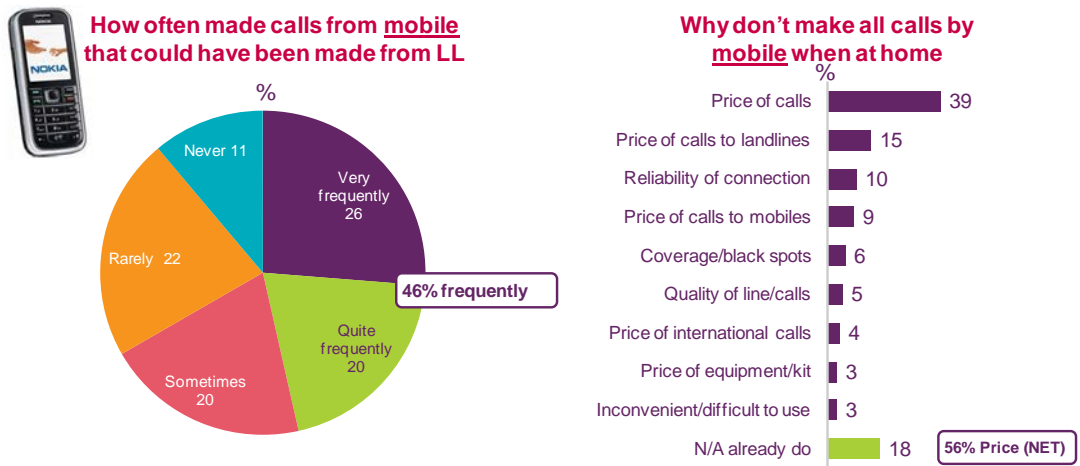 How often made calls from mobile
that could have been made from LL
NOKIA
%
Never 11
Very
frequently
26
Rarely 22
46% frequently
Quite
frequently
20
Sometimes
20
Why don't make all calls by
mobile when at home
%
Price of calls 39
Price of calls to landlines 15
Reliability of connection 10
Price of calls to mobiles 9
Coverage/black spots 6
Quality of line/calls 5
Price of international calls 4
Price of equipment/kit 3
Inconvenient/difficult to use 3
N/A already do 18
56% Price (NET)